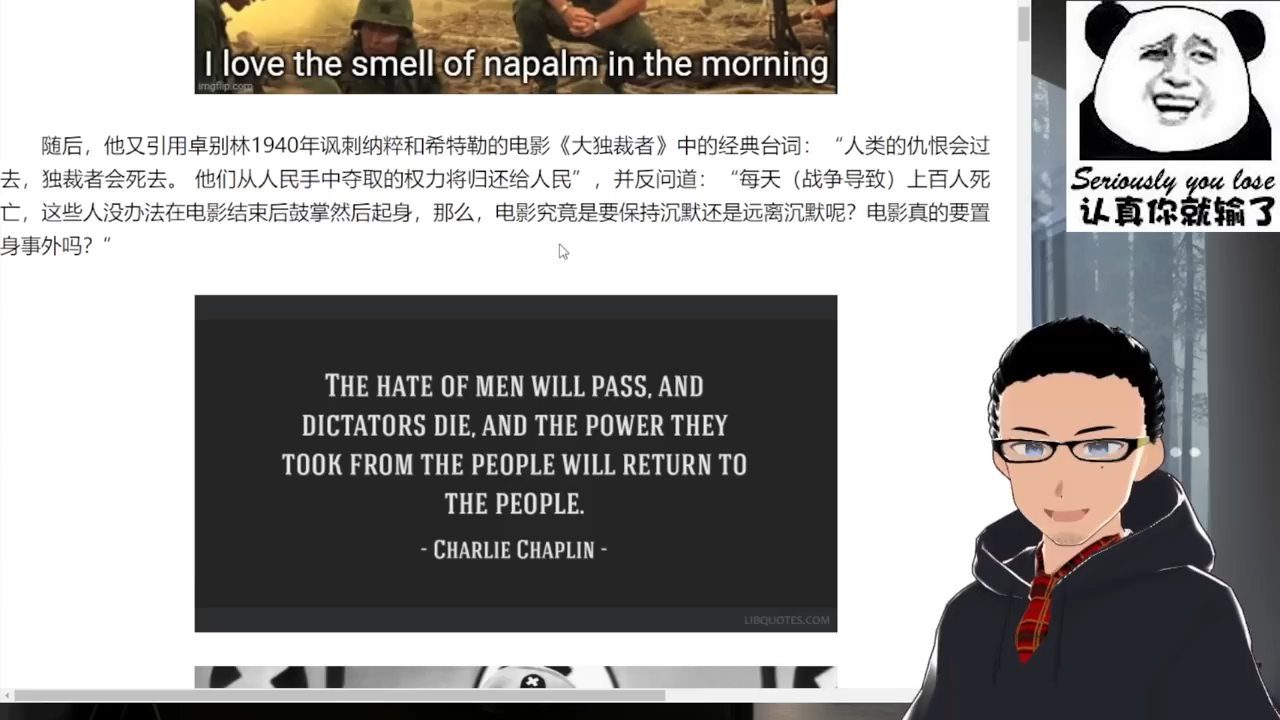 I love the smell of napalm in the morning
imgflip.com
随后，他又引用卓别林1940年讽刺纳粹和希特勒的电影《大独裁者》中的经典台词：“人类的仇恨会过
去，独裁者会死去。 他们从人民手中夺取的权力将归还给人民”，并反问道：“每天（战争导致）上百人死
亡，这些人没办法在电影结束后鼓掌然后起身，那么，电影究竟是要保持沉默还是远离沉默呢？电影真的要置
身事外吗？”
THE HATE OF MEN WILL PASS, AND
DICTATORS DIE, AND THE POWER THEY
TOOK FROM THE PEOPLE WILL RETURN TO
THE PEOPLE.
- CHARLIE CHAPLIN -
LIBQUOTES.COM
Seriously you lose
认真你就输了